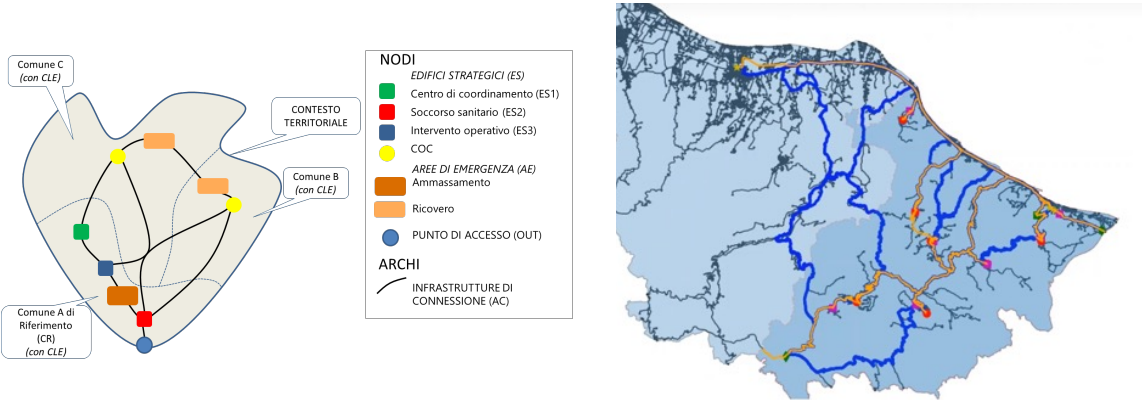 Comune C
(con CLE)
CONTESTO
TERRITORIALE
Comune B
(con CLE)
Comune A di
Riferimento
(CR)
(con CLE)
NODI
EDIFICI STRATEGICI (ES)
Centro di coordinamento (ES1)
Soccorso sanitario (ES2)
Intervento operativo (ES3)
COC
AREE DI EMERGENZA (AE)
Ammassamento
Ricovero
PUNTO DI ACCESSO (OUT)
ARCHI
INFRASTRUTTURE DI
CONNESSIONE (AC)